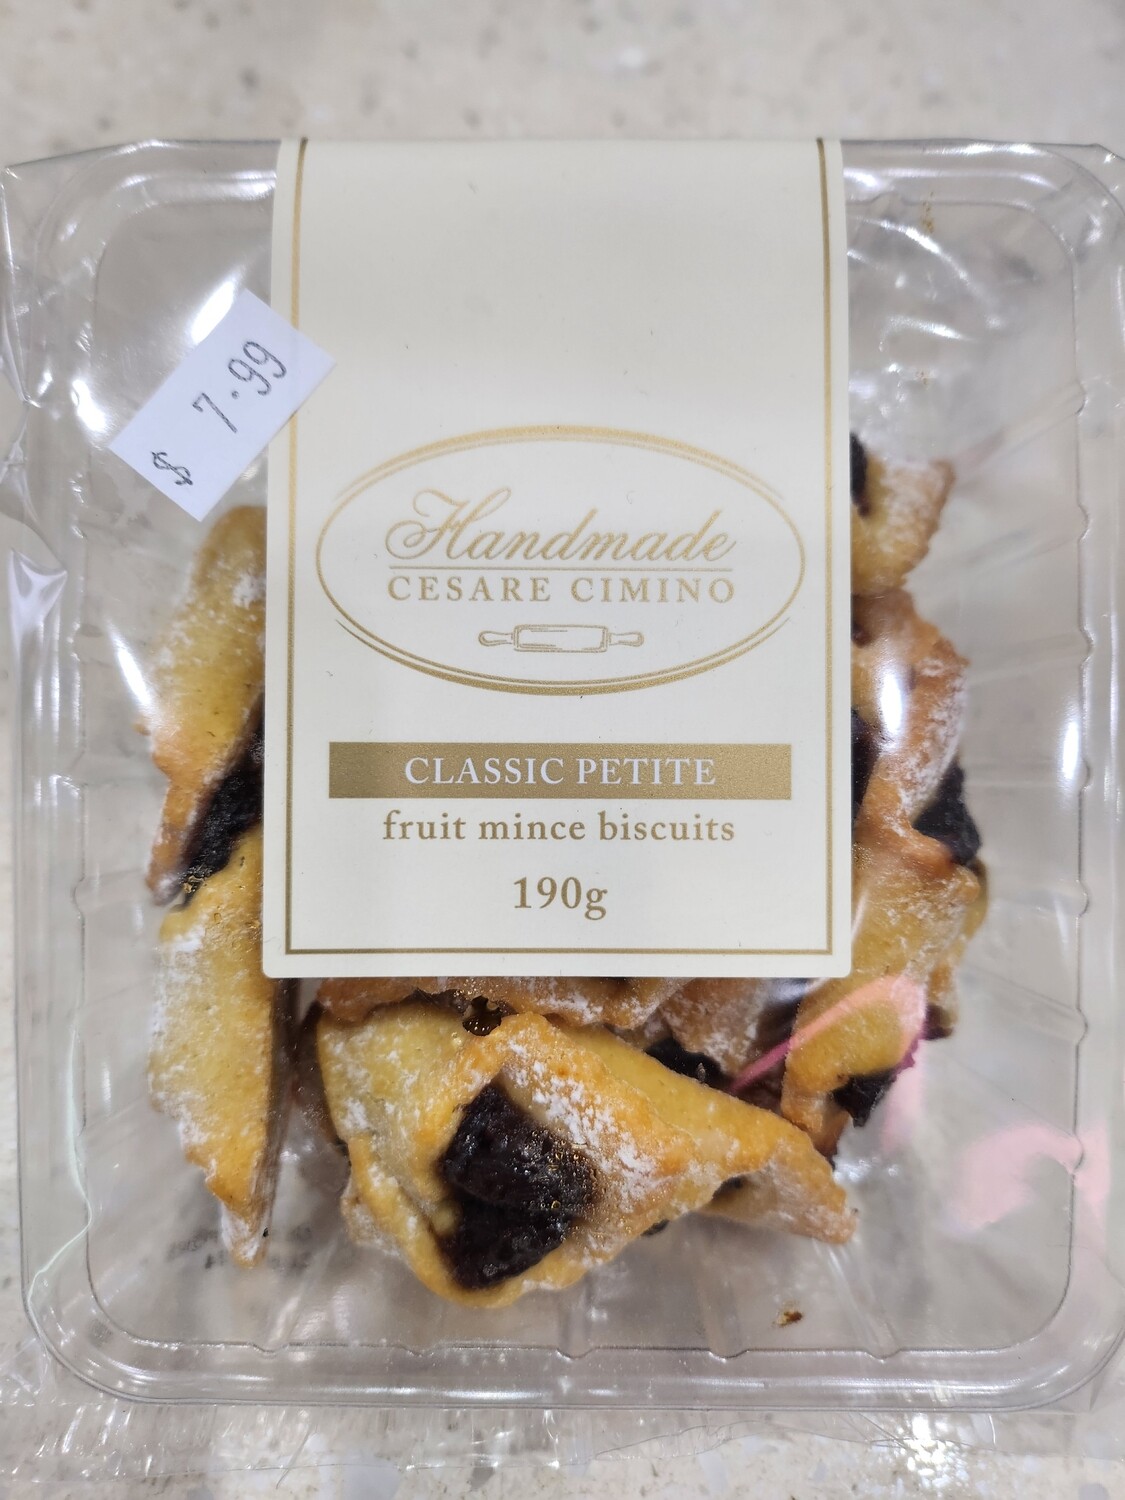 $ 7.99
Handmade
CESARE CIMINO
CLASSIC PETITE
fruit mince biscuits
190g